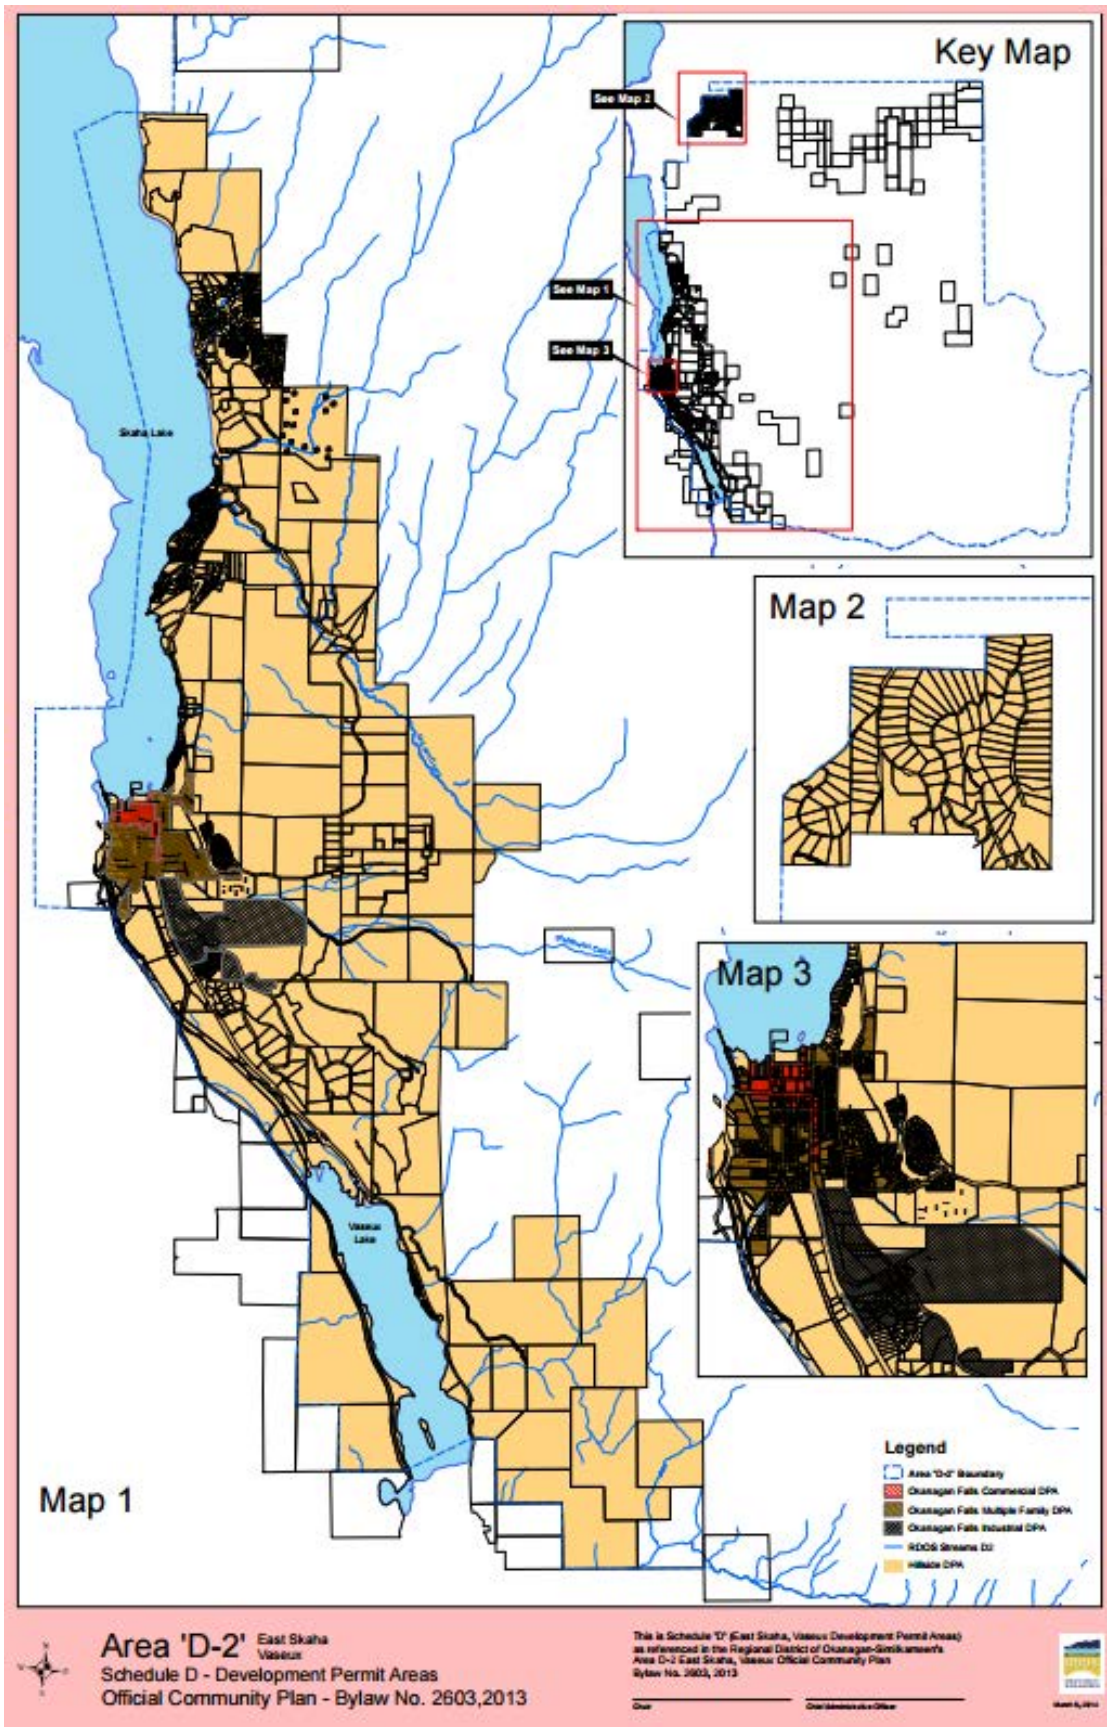 Key Map
See Map 2
See Map 1
See Map 3
Skaha Lake
Map 2
Map 3
Vaseux
Lake
Map 1
Legend
Area "D-2" Boundary
Okanagan Falls Commercial DPA
Okanagan Falls Multiple Family DPA
Okanagan Falls Industrial DPA
RDOS Streams D2
Hillside DPA
N
Area 'D-2' East Skaha
Vaseux
Schedule D - Development Permit Areas
Official Community Plan - Bylaw No. 2603,2013
This is Schedule "D" (East Skaha, Vaseux Development Permit Areas)
as referenced in the Regional District of Okanagan-Similkameen's
Area D-2 East Skaha, Vaseux Official Community Plan
Bylaw No. 2603, 2013
Chair
Chief Administrative Officer